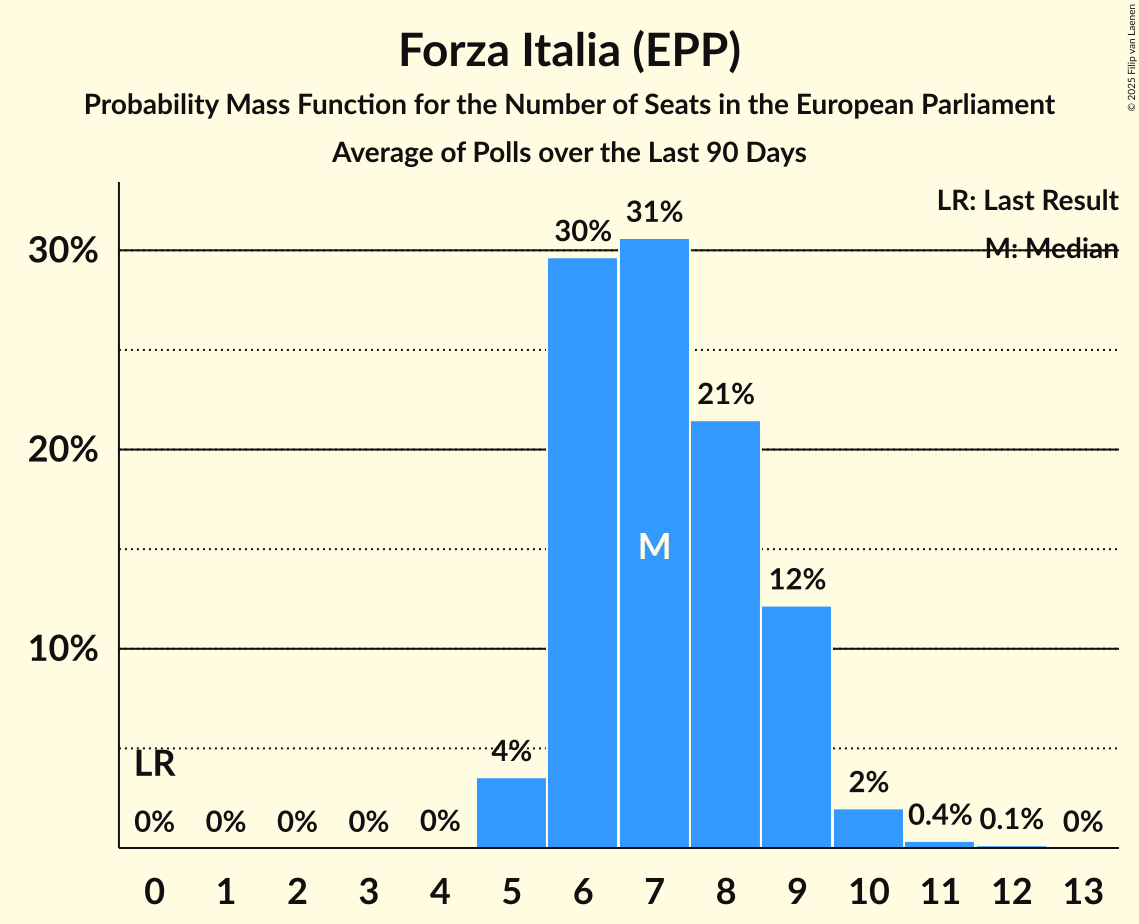 Forza Italia (EPP)
Probability Mass Function for the Number of Seats in the European Parliament
Average of Polls over the Last 90 Days
© 2025 Filip van Laenen
LR: Last Result
M: Median
30%
20%
10%
31%
30%
21%
M
12%
4%
LR
2%
0% 0% 0% 0% 0% 0.4% 0.1% 0%
0 1 2 3 4 5 6 7 8 9 10 11 12 13